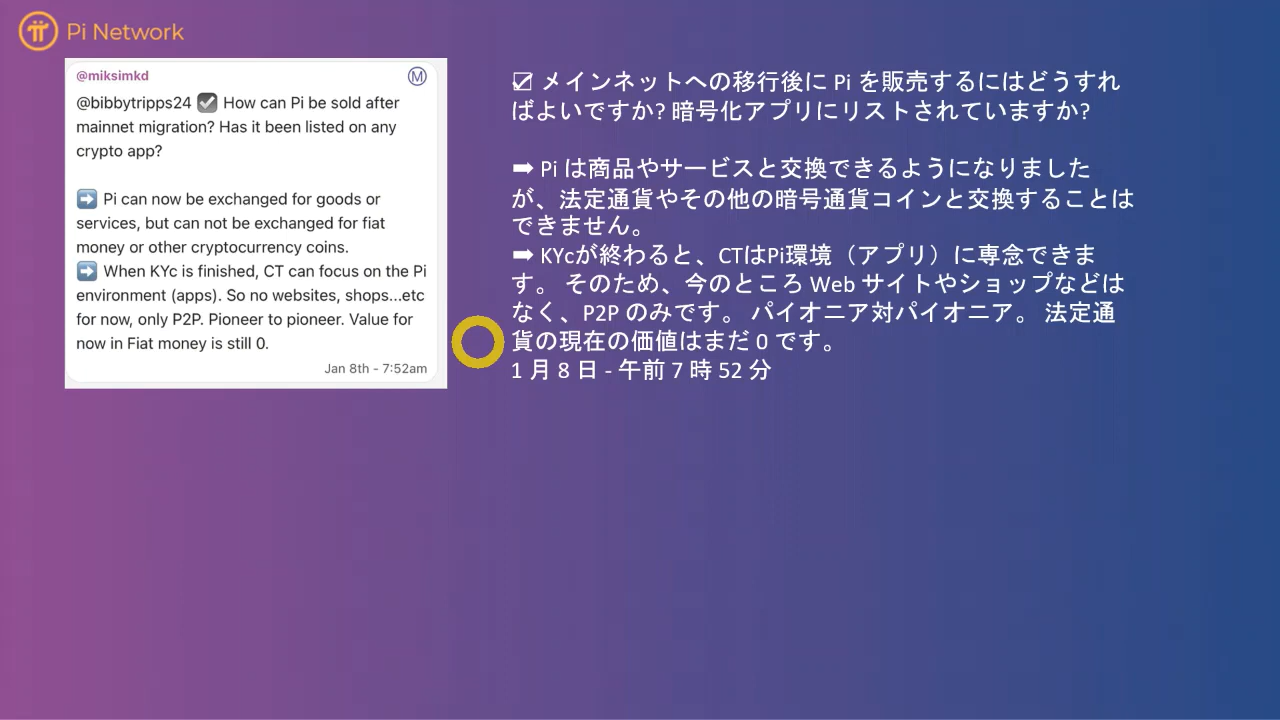 Pi Network
@miksimkd
M
@bibbytripps24 ☑ How can Pi be sold after
mainnet migration? Has it been listed on any
crypto app?
➡ Pi can now be exchanged for goods or
services, but can not be exchanged for fiat
money or other cryptocurrency coins.
➡ When KYc is finished, CT can focus on the Pi
environment (apps). So no websites, shops...etc
for now, only P2P. Pioneer to pioneer. Value for
now in Fiat money is still 0.
Jan 8th - 7:52am
☑ メインネットへの移行後に Pi を販売するにはどうすれ
ばよいですか? 暗号化アプリにリストされていますか?
➡ Pi は商品やサービスと交換できるようになりました
が、法定通貨やその他の暗号通貨コインと交換することは
できません。
➡ KYcが終わると、CTはPi環境（アプリ）に専念できま
す。 そのため、今のところ Web サイトやショップなどは
なく、P2P のみです。 パイオニア対パイオニア。 法定通
貨の現在の価値はまだ 0 です。
1 月 8 日 - 午前 7 時 52 分